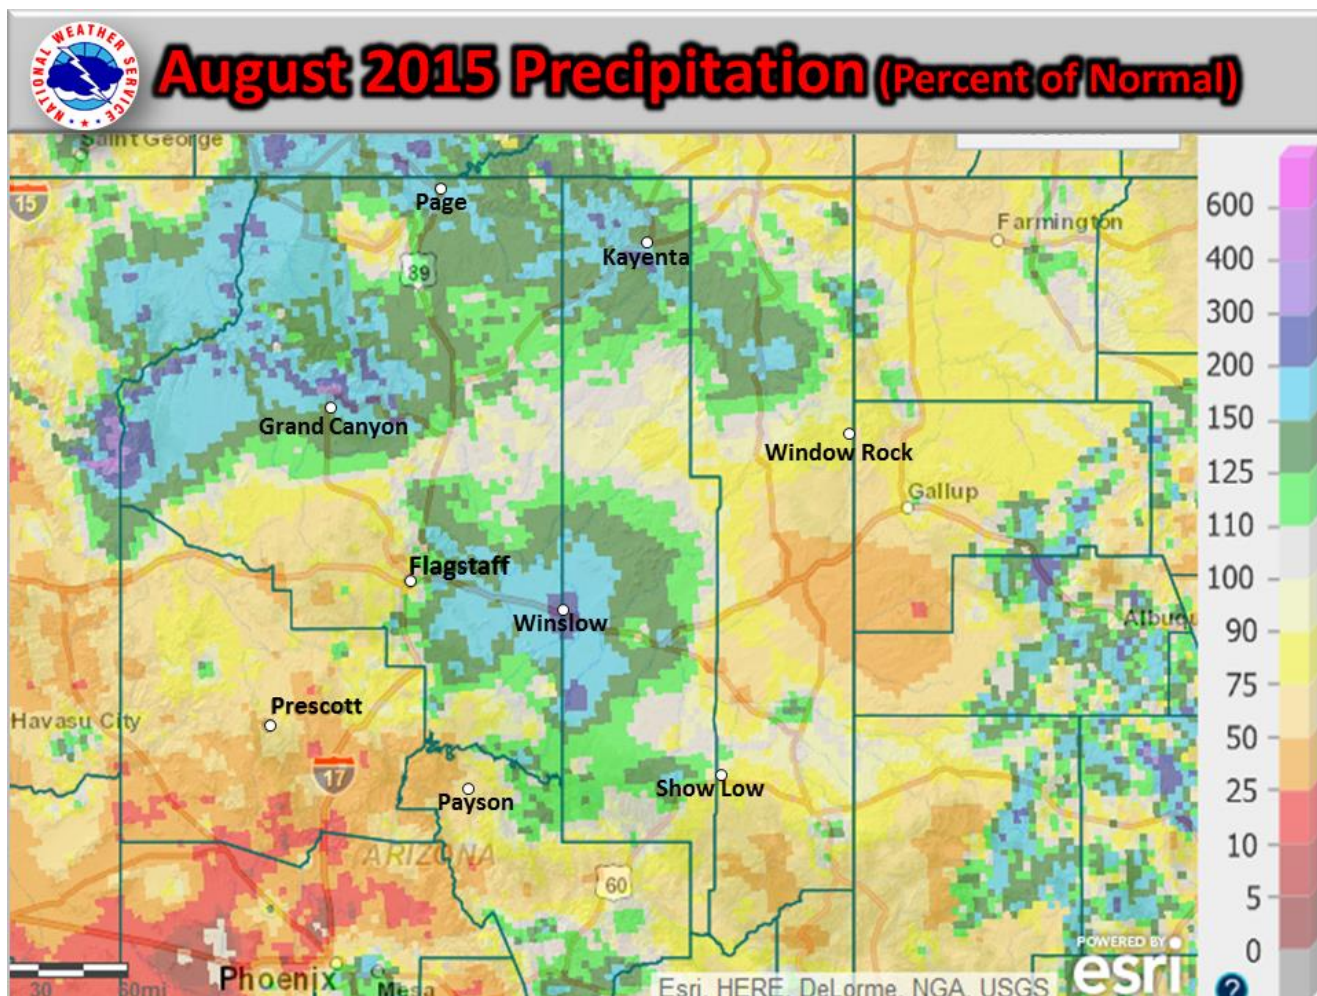 NATIONAL WEATHER SERVICE
August 2015 Precipitation (Percent of Normal)
Saint George
15
Page
Farmington
Kayenta
89
600
400
300
200
150
125
110
100
90
75
50
25
10
5
0
Grand Canyon
Window Rock
Gallup
Flagstaff
Winslow
Prescott
Havasu City
17
Payson
Show Low
ARIZONA
60
POWERED BY
esri
Phoenix
Mesa
30
60mi
Esri, HERE, DeLorme, NGA, USGS
?